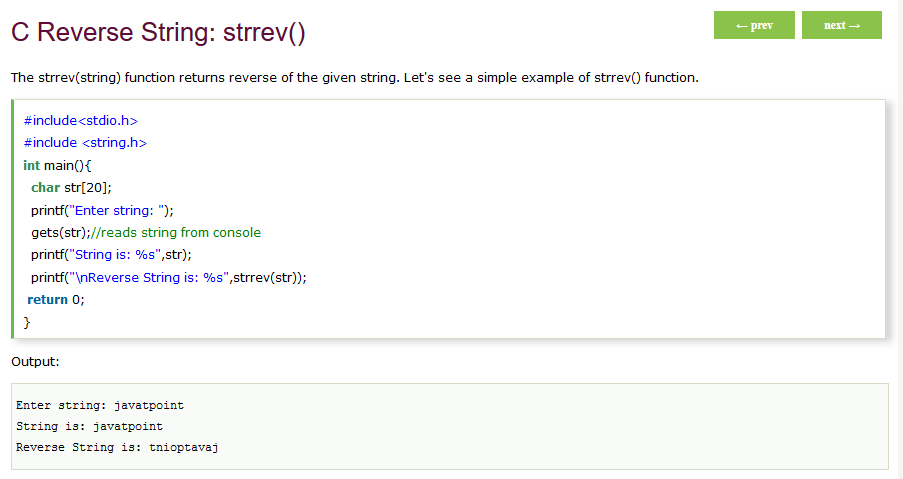 C Reverse String: strrev()
← prev
next →
The strrev(string) function returns reverse of the given string. Let's see a simple example of strrev() function.
#include<stdio.h>
#include <string.h>
int main(){
char str[20];
printf("Enter string: ");
gets(str);//reads string from console
printf("String is: %s",str);
printf("\nReverse String is: %s",strrev(str));
return 0;
}
Output:
Enter string: javatpoint
String is: javatpoint
Reverse String is: tnioptavaj